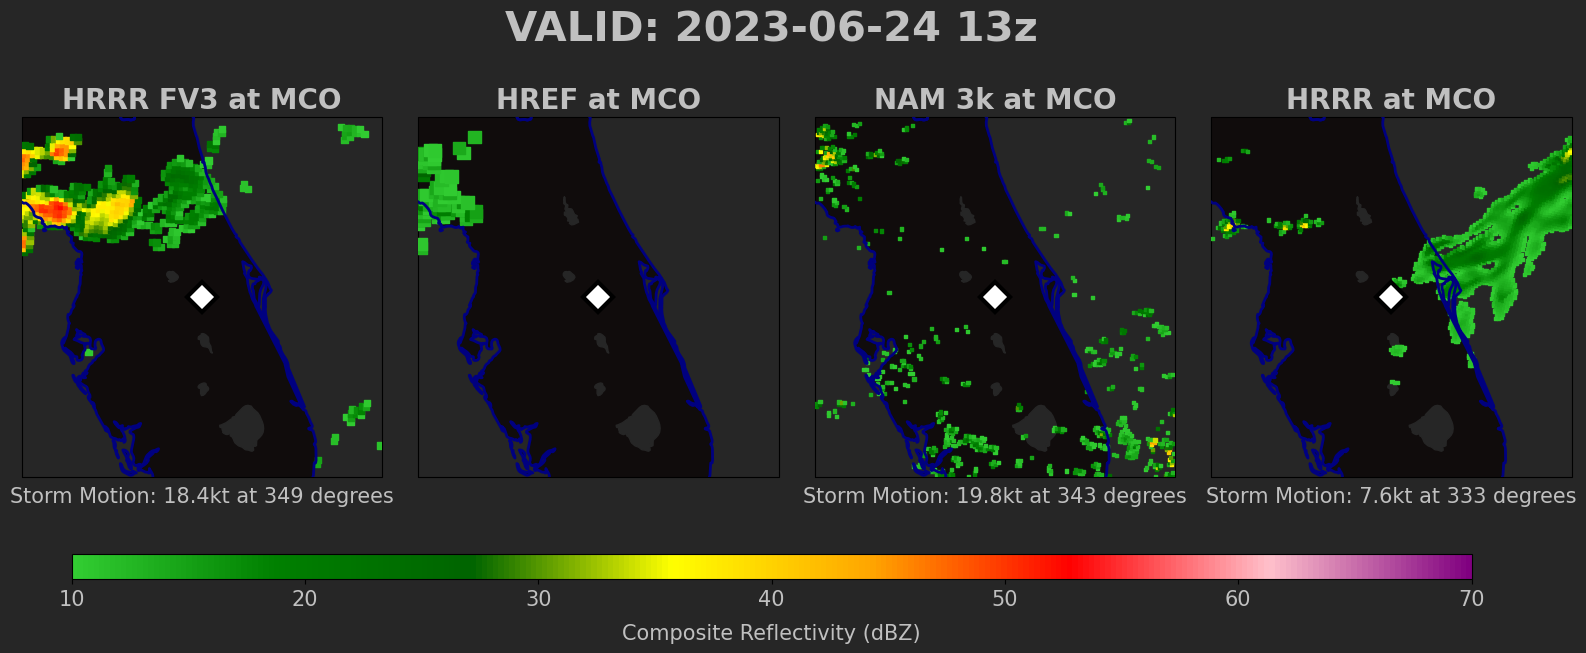 VALID: 2023-06-24 13z
HRRR FV3 at MCO
HREF at MCO
NAM 3k at MCO
HRRR at MCO
Storm Motion: 18.4kt at 349 degrees
Storm Motion: 19.8kt at 343 degrees
Storm Motion: 7.6kt at 333 degrees
10 20 30 40 50 60 70
Composite Reflectivity (dBZ)